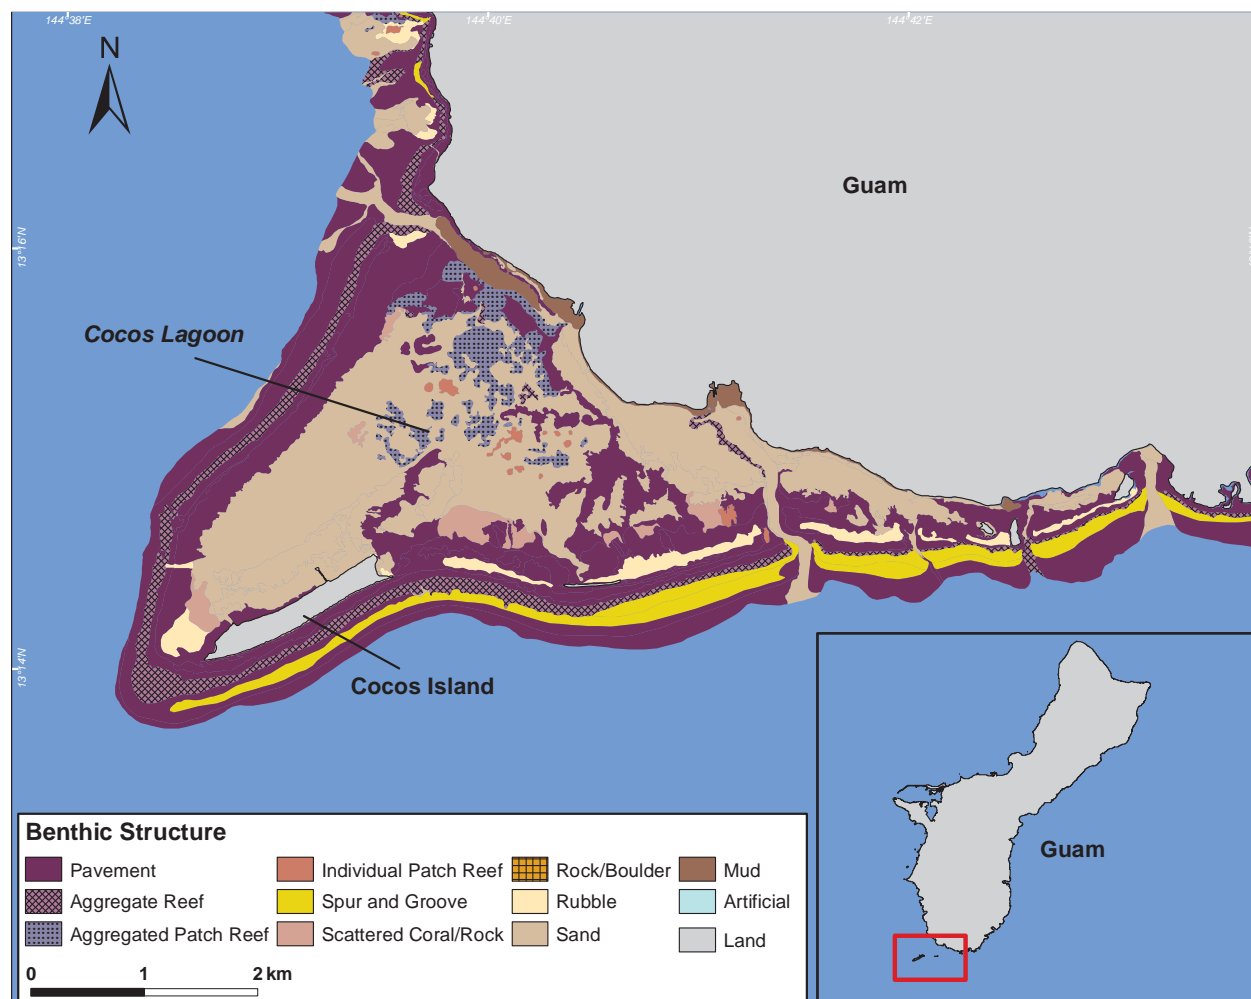 144°38'E 144°40'E 144°42'E
N
Guam
13°16'N
Cocos Lagoon
13°14'N
Cocos Island
Benthic Structure
Pavement Individual Patch Reef Rock/Boulder Mud
Aggregate Reef Spur and Groove Rubble Artificial
Aggregated Patch Reef Scattered Coral/Rock Sand Land
0 1 2 km
Guam